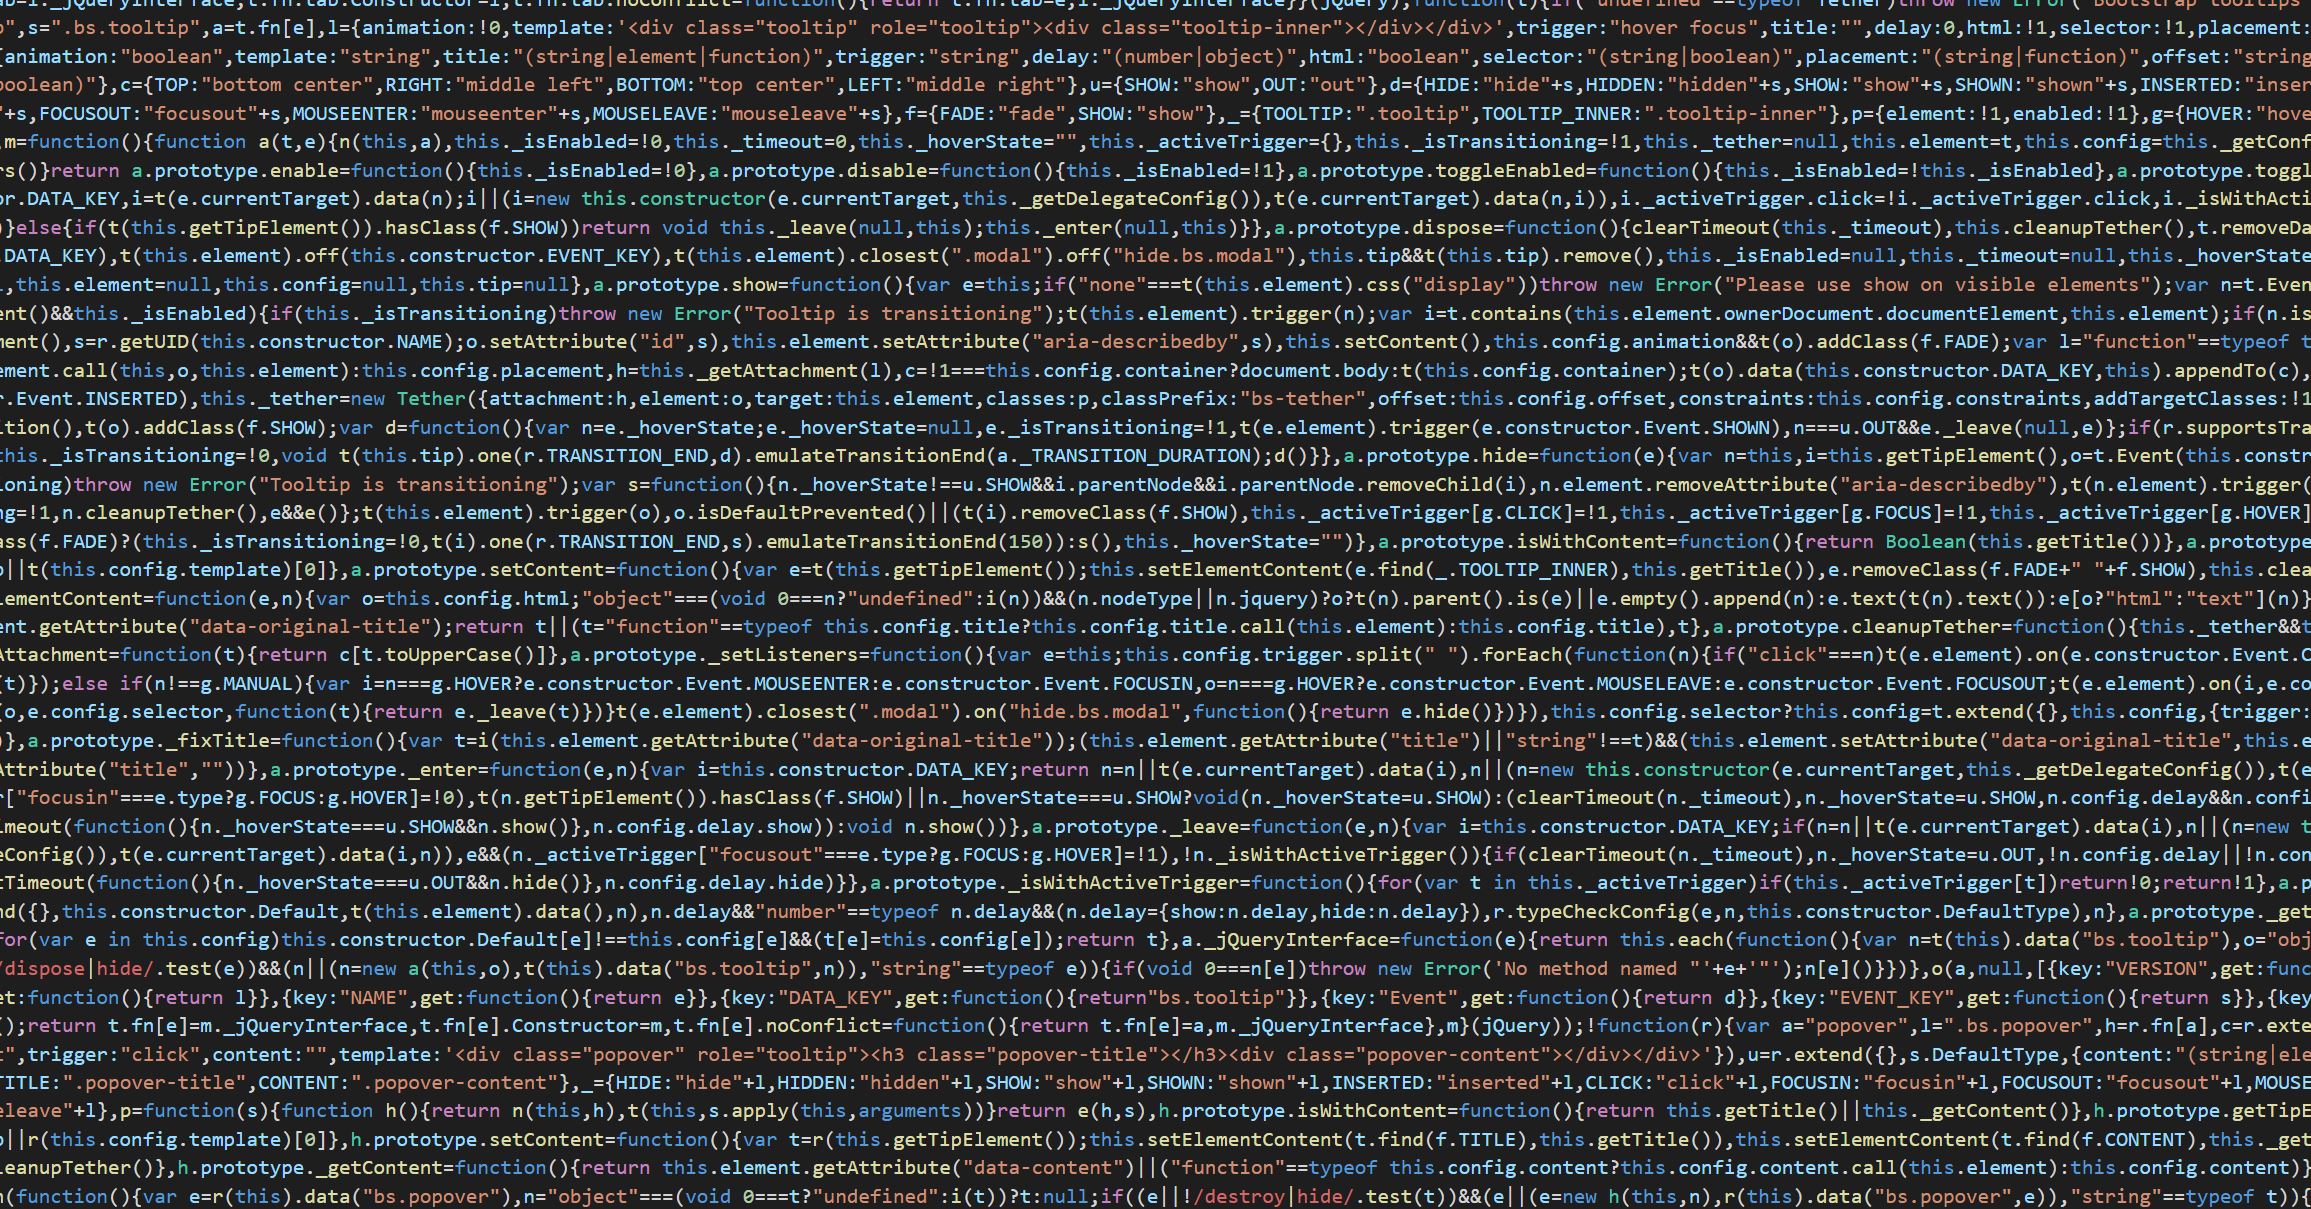 ab=l._jQueryInterface,t.fn.tab.Constructor=l,t.fn.tab.noConflict=function(){return t.fn.tab=e,l._jQueryInterface}}(jQuery),function(t){if("undefined"==typeof Tether)throw new Error("Bootstrap tooltips
",s=".bs.tooltip",a=t.fn[e],l={animation:!0,template:'<div class="tooltip" role="tooltip"><div class="tooltip-inner"></div></div>',trigger:"hover focus",title:"",delay:0,html:!1,selector:!1,placement:
{animation:"boolean",template:"string",title:"(string|element|function)",trigger:"string",delay:"(number|object)",html:"boolean",selector:"(string|boolean)",placement:"(string|function)",offset:"string
boolean)"},c={TOP:"bottom center",RIGHT:"middle left",BOTTOM:"top center",LEFT:"middle right"},u={SHOW:"show",OUT:"out"},d={HIDE:"hide"+s,HIDDEN:"hidden"+s,SHOW:"show"+s,SHOWN:"shown"+s,INSERTED:"inser
"+s,FOCUSOUT:"focusout"+s,MOUSEENTER:"mouseenter"+s,MOUSELEAVE:"mouseleave"+s},f={FADE:"fade",SHOW:"show"},_={TOOLTIP:".tooltip",TOOLTIP_INNER:".tooltip-inner"},p={element:!1,enabled:!1},g={HOVER:"hove
,m=function(){function a(t,e){n(this,a),this._isEnabled=!0,this._timeout=0,this._hoverState="",this._activeTrigger={},this._isTransitioning=!1,this._tether=null,this.element=t,this.config=this._getConf
rs()}return a.prototype.enable=function(){this._isEnabled=!0},a.prototype.disable=function(){this._isEnabled=!1},a.prototype.toggleEnabled=function(){this._isEnabled=!this._isEnabled},a.prototype.toggl
or.DATA_KEY,i=t(e.currentTarget).data(n);i||(i=new this.constructor(e.currentTarget,this._getDelegateConfig()),t(e.currentTarget).data(n,i)),i._activeTrigger.click=!i._activeTrigger.click,i._isWithActi
)}else{if(t(this.getTipElement()).hasClass(f.SHOW))return void this._leave(null,this);this._enter(null,this)}},a.prototype.dispose=function(){clearTimeout(this._timeout),this.cleanupTether(),t.removeDa
.DATA_KEY),t(this.element).off(this.constructor.EVENT_KEY),t(this.element).closest(".modal").off("hide.bs.modal"),this.tip&&t(this.tip).remove(),this._isEnabled=null,this._timeout=null,this._hoverState
l,this.element=null,this.config=null,this.tip=null},a.prototype.show=function(){var e=this;if("none"===t(this.element).css("display"))throw new Error("Please use show on visible elements");var n=t.Even
ent()&&this._isEnabled){if(this._isTransitioning)throw new Error("Tooltip is transitioning");t(this.element).trigger(n);var i=t.contains(this.element.ownerDocument.documentElement,this.element);if(n.is
ment(),s=r.getUID(this.constructor.NAME);o.setAttribute("id",s),this.element.setAttribute("aria-describedby",s),this.setContent(),this.config.animation&&t(o).addClass(f.FADE);var l="function"==typeof t
ement.call(this,o,this.element):this.config.placement,h=this._getAttachment(l),c=!1===this.config.container?document.body:t(this.config.container);t(o).data(this.constructor.DATA_KEY,this).appendTo(c),
r.Event.INSERTED),this._tether=new Tether({attachment:h,element:o,target:this.element,classes:p,classPrefix:"bs-tether",offset:this.config.offset,constraints:this.config.constraints,addTargetClasses:!1
ition(),t(o).addClass(f.SHOW);var d=function(){var n=e._hoverState;e._hoverState=null,e._isTransitioning=!1,t(e.element).trigger(e.constructor.Event.SHOWN),n===u.OUT&&e._leave(null,e)};if(r.supportsTra
this._isTransitioning=!0,void t(this.tip).one(r.TRANSITION_END,d).emulateTransitionEnd(a._TRANSITION_DURATION);d()}},a.prototype.hide=function(e){var n=this,i=this.getTipElement(),o=t.Event(this.constr
oning)throw new Error("Tooltip is transitioning");var s=function(){n._hoverState!==u.SHOW&&i.parentNode&&i.parentNode.removeChild(i),n.element.removeAttribute("aria-describedby"),t(n.element).trigger(
ng=!1,n.cleanupTether(),e&&e()};t(this.element).trigger(o),o.isDefaultPrevented()||(t(i).removeClass(f.SHOW),this._activeTrigger[g.CLICK]=!1,this._activeTrigger[g.FOCUS]=!1,this._activeTrigger[g.HOVER]
ass(f.FADE)?(this._isTransitioning=!0,t(i).one(r.TRANSITION_END,s).emulateTransitionEnd(150)):s(),this._hoverState="")},a.prototype.isWithContent=function(){return Boolean(this.getTitle())},a.prototype
p||t(this.config.template)[0]},a.prototype.setContent=function(){var e=t(this.getTipElement());this.setElementContent(e.find(_.TOOLTIP_INNER),this.getTitle()),e.removeClass(f.FADE+" "+f.SHOW),this.clea
lementContent=function(e,n){var o=this.config.html;"object"===(void 0===n?"undefined":i(n))&&(n.nodeType||n.jquery)?o?t(n).parent().is(e)||e.empty().append(n):e.text(t(n).text()):e[o?"html":"text"](n)}
ent.getAttribute("data-original-title");return t||(t="function"==typeof this.config.title?this.config.title.call(this.element):this.config.title),t},a.prototype.cleanupTether=function(){this._tether&&t
Attachment=function(t){return c[t.toUpperCase()]},a.prototype._setListeners=function(){var e=this;this.config.trigger.split(" ").forEach(function(n){if("click"===n)t(e.element).on(e.constructor.Event.C
(t)});else if(n!==g.MANUAL){var i=n===g.HOVER?e.constructor.Event.MOUSEENTER:e.constructor.Event.FOCUSIN,o=n===g.HOVER?e.constructor.Event.MOUSELEAVE:e.constructor.Event.FOCUSOUT;t(e.element).on(i,e.co
(o,e.config.selector,function(t){return e._leave(t)})}t(e.element).closest(".modal").on("hide.bs.modal",function(){return e.hide()})}),this.config.selector?this.config=t.extend({},this.config,{trigger:
)},a.prototype._fixTitle=function(){var t=i(this.element.getAttribute("data-original-title"));(this.element.getAttribute("title")||"string"!==t)&&(this.element.setAttribute("data-original-title",this.e
Attribute("title",""))},a.prototype._enter=function(e,n){var i=this.constructor.DATA_KEY;return n=n||t(e.currentTarget).data(i),n||(n=new this.constructor(e.currentTarget,this._getDelegateConfig()),t(e
r["focusin"===e.type?g.FOCUS:g.HOVER]=!0),t(n.getTipElement()).hasClass(f.SHOW)||n._hoverState===u.SHOW?void(n._hoverState=u.SHOW):(clearTimeout(n._timeout),n._hoverState=u.SHOW,n.config.delay&&n.confi
imeout(function(){n._hoverState===u.SHOW&&n.show()},n.config.delay.show)):void n.show())},a.prototype._leave=function(e,n){var i=this.constructor.DATA_KEY;if(n=n||t(e.currentTarget).data(i),n||(n=new t
eConfig()),t(e.currentTarget).data(i,n)),e&&(n._activeTrigger["focusout"===e.type?g.FOCUS:g.HOVER]=!1),!n._isWithActiveTrigger()){if(clearTimeout(n._timeout),n._hoverState=u.OUT,!n.config.delay||!n.con
tTimeout(function(){n._hoverState===u.OUT&&n.hide()},n.config.delay.hide)}},a.prototype._isWithActiveTrigger=function(){for(var t in this._activeTrigger)if(this._activeTrigger[t])return!0;return!1},a.p
nd({},this.constructor.Default,t(this.element).data(),n),n.delay&&"number"==typeof n.delay&&(n.delay={show:n.delay,hide:n.delay}),r.typeCheckConfig(e,n,this.constructor.DefaultType),n},a.prototype._get
for(var e in this.config)this.constructor.Default[e]!==this.config[e]&&(t[e]=this.config[e]);return t},a._jQueryInterface=function(e){return this.each(function(){var n=t(this).data("bs.tooltip"),o="obj
/dispose|hide/.test(e))&&(n||(n=new a(this,o),t(this).data("bs.tooltip",n)),"string"==typeof e)){if(void 0===n[e])throw new Error('No method named "'+e+'"');n[e]()}})},o(a,null,[{key:"VERSION",get:func
et:function(){return l}},{key:"NAME",get:function(){return e}},{key:"DATA_KEY",get:function(){return"bs.tooltip"}},{key:"Event",get:function(){return d}},{key:"EVENT_KEY",get:function(){return s}},{key
();return t.fn[e]=m._jQueryInterface,t.fn[e].Constructor=m,t.fn[e].noConflict=function(){return t.fn[e]=a,m._jQueryInterface},m}(jQuery));!function(r){var a="popover",l=".bs.popover",h=r.fn[a],c=r.exte
t",trigger:"click",content:"",template:'<div class="popover" role="tooltip"><h3 class="popover-title"></h3><div class="popover-content"></div></div>'}),u=r.extend({},s.DefaultType,{content:"(string|ele
TITLE:".popover-title",CONTENT:".popover-content"},_={HIDE:"hide"+l,HIDDEN:"hidden"+l,SHOW:"show"+l,SHOWN:"shown"+l,INSERTED:"inserted"+l,CLICK:"click"+l,FOCUSIN:"focusin"+l,FOCUSOUT:"focusout"+l,MOUSE
eleave"+l},p=function(s){function h(){return n(this,h),t(this,s.apply(this,arguments))}return e(h,s),h.prototype.isWithContent=function(){return this.getTitle()||this._getContent()},h.prototype.getTipE
p||r(this.config.template)[0]},h.prototype.setContent=function(){var t=r(this.getTipElement());this.setElementContent(t.find(f.TITLE),this.getTitle()),this.setElementContent(t.find(f.CONTENT),this._get
leanupTether()},h.prototype._getContent=function(){return this.element.getAttribute("data-content")||("function"==typeof this.config.content?this.config.content.call(this.element):this.config.content)}
n(function(){var e=r(this).data("bs.popover"),n="object"===(void 0===t?"undefined":i(t))?t:null;if((e||!/destroy|hide/.test(t))&&(e||(e=new h(this,n),r(this).data("bs.popover",e)),"string"==typeof t)){